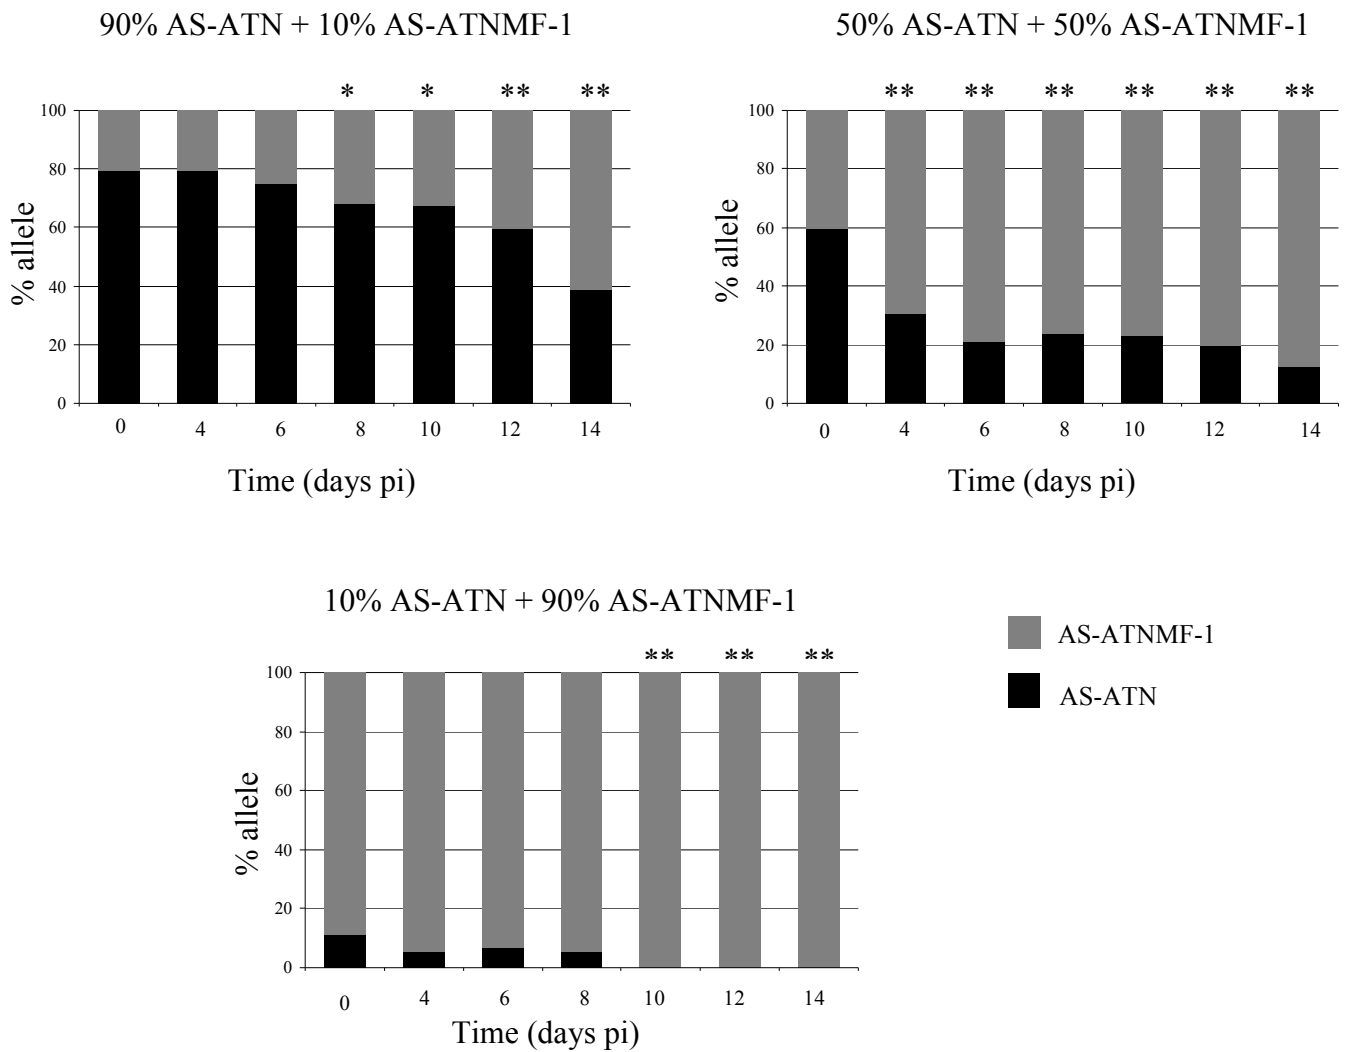 90% AS-ATN + 10% AS-ATNMF-1
50% AS-ATN + 50% AS-ATNMF-1
* * ** **
100
80
60
40
20
0
% allele
0 4 6 8 10 12 14
Time (days pi)
** ** ** ** ** **
100
80
60
40
20
0
% allele
0 4 6 8 10 12 14
Time (days pi)
10% AS-ATN + 90% AS-ATNMF-1
** ** **
100
80
60
40
20
0
% allele
0 4 6 8 10 12 14
Time (days pi)
AS-ATNMF-1
AS-ATN